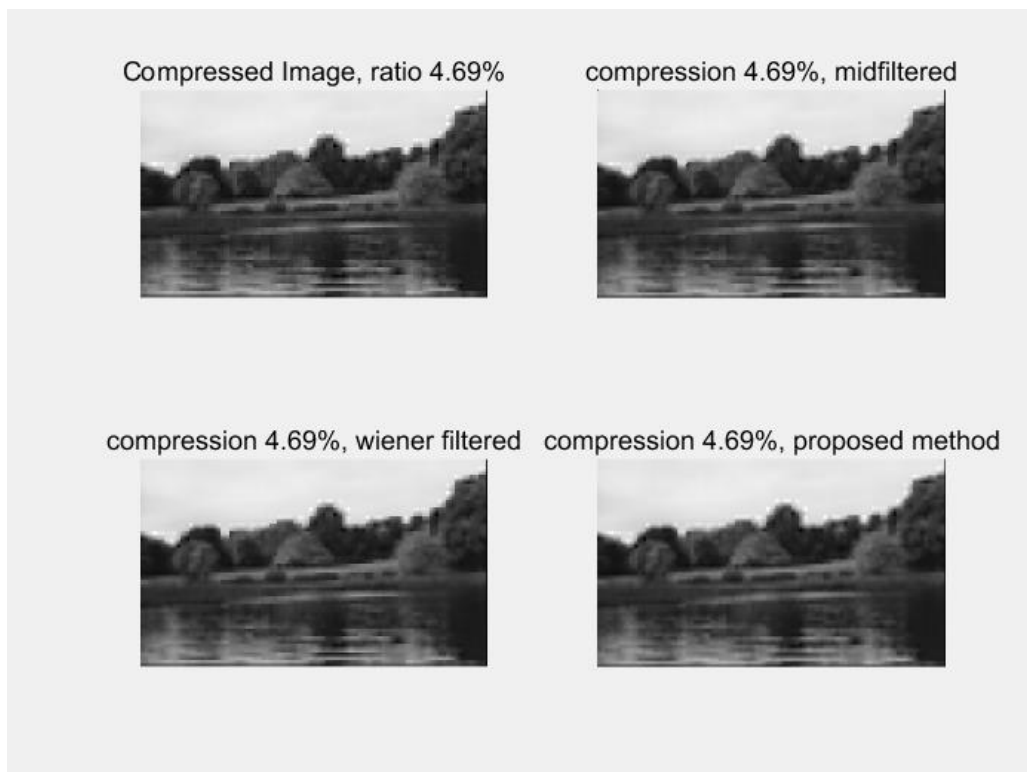 Compressed Image, ratio 4.69%
compression 4.69%, midfiltered
compression 4.69%, wiener filtered
compression 4.69%, proposed method